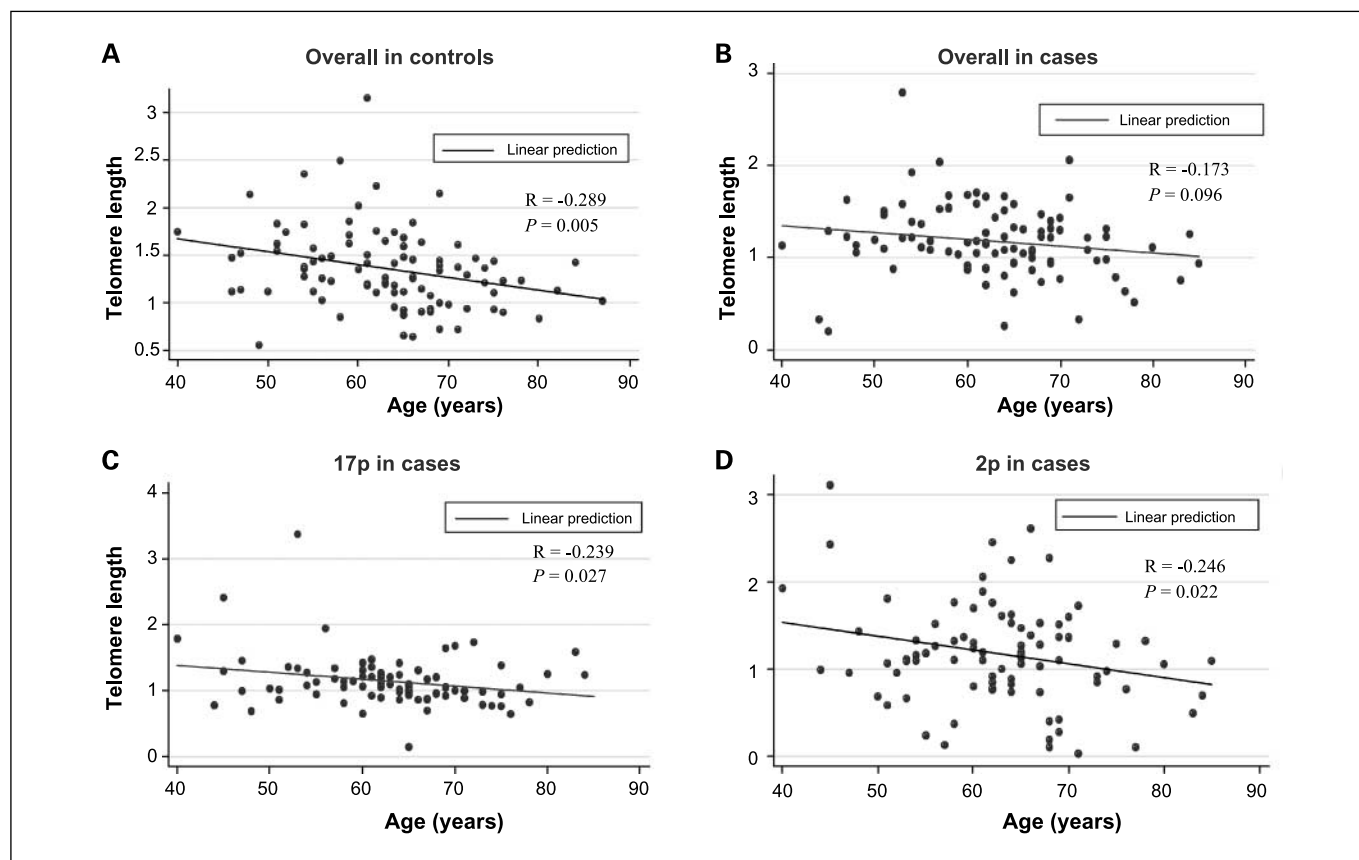 A
Overall in controls
Telomere length
3
2.5
2
1.5
1
0.5
40 50 60 70 80 90
Age (years)
Linear prediction
R = -0.289
P = 0.005
B
Overall in cases
3
2
1
0
40 50 60 70 80 90
Age (years)
Linear prediction
R = -0.173
P = 0.096
C
17p in cases
Telomere length
4
3
2
1
0
40 50 60 70 80 90
Age (years)
Linear prediction
R = -0.239
P = 0.027
D
2p in cases
3
2
1
0
40 50 60 70 80 90
Age (years)
Linear prediction
R = -0.246
P = 0.022